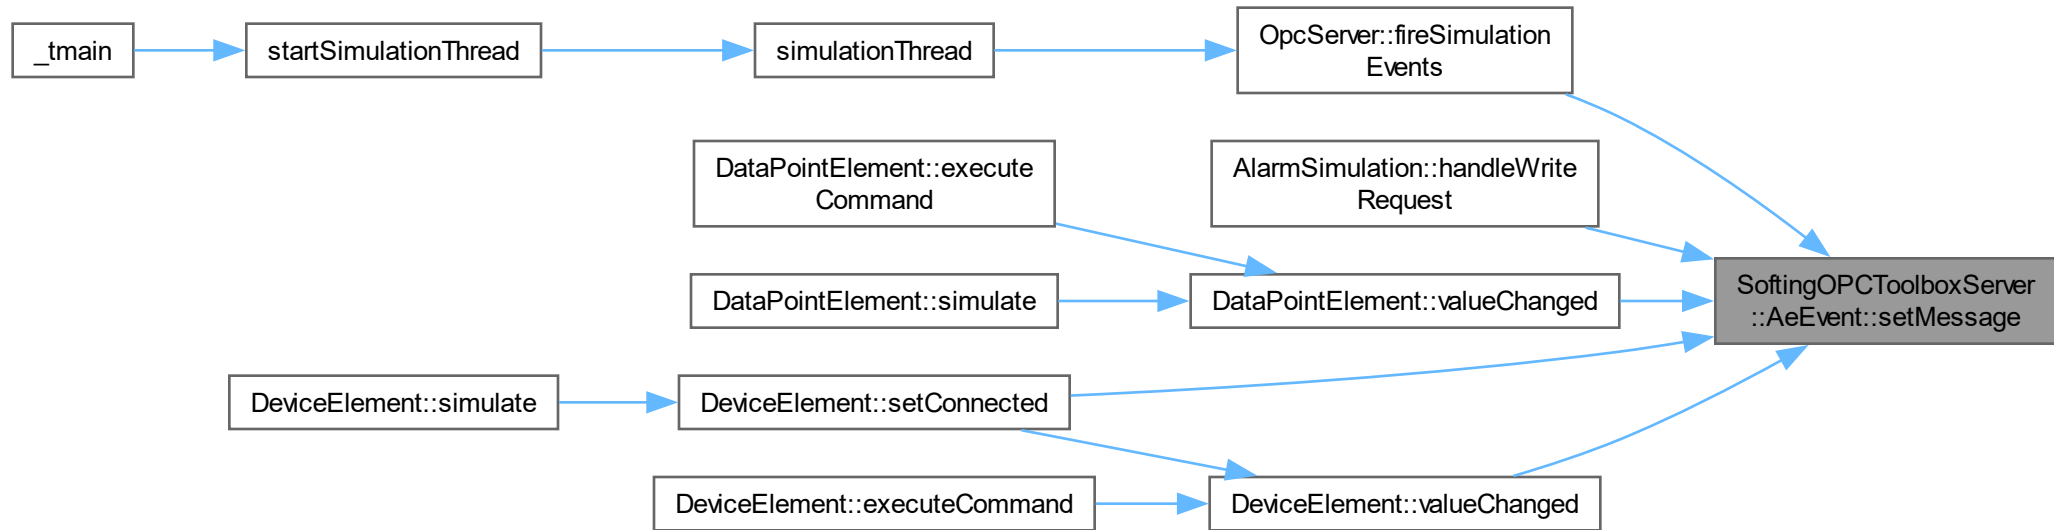 _tmain
startSimulationThread
simulationThread
OpcServer::fireSimulation
Events
DataPointElement::execute
Command
AlarmSimulation::handleWrite
Request
DataPointElement::simulate
DataPointElement::valueChanged
SoftingOPCToolboxServer
::AeEvent::setMessage
DeviceElement::simulate
DeviceElement::setConnected
DeviceElement::executeCommand
DeviceElement::valueChanged